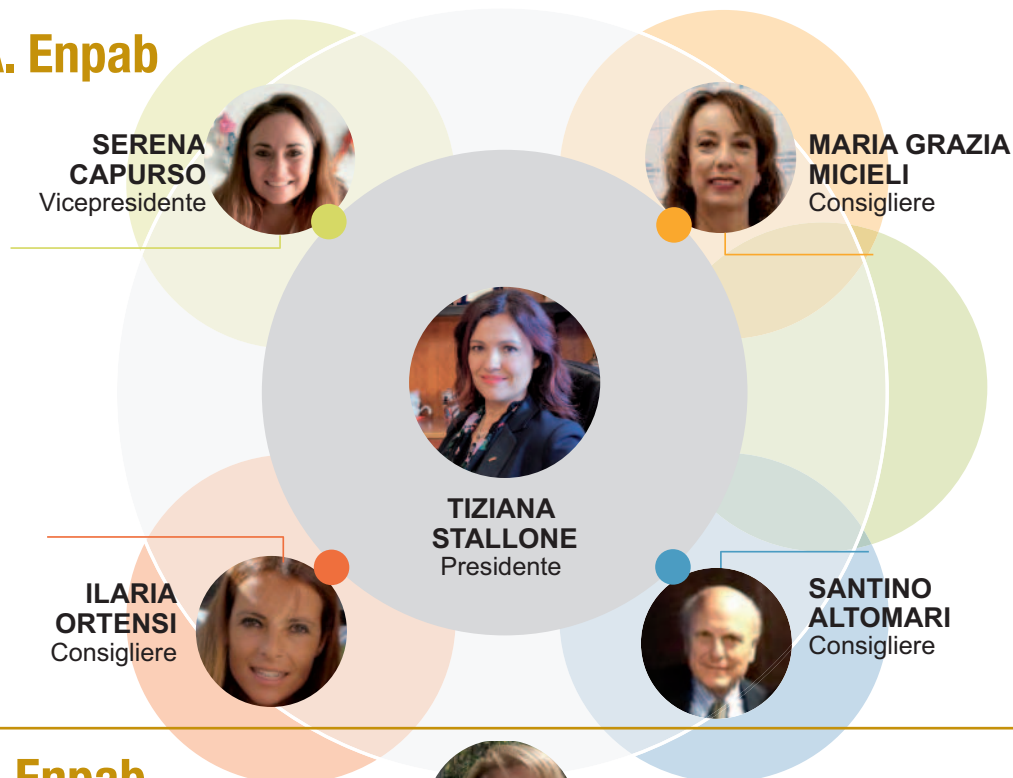 . Enpab
SERENA
CAPURSO
Vicepresidente
MARIA GRAZIA
MICIELI
Consigliere
TIZIANA
STALLONE
Presidente
ILARIA
ORTENSI
Consigliere
SANTINO
ALTOMARI
Consigliere
Enpab